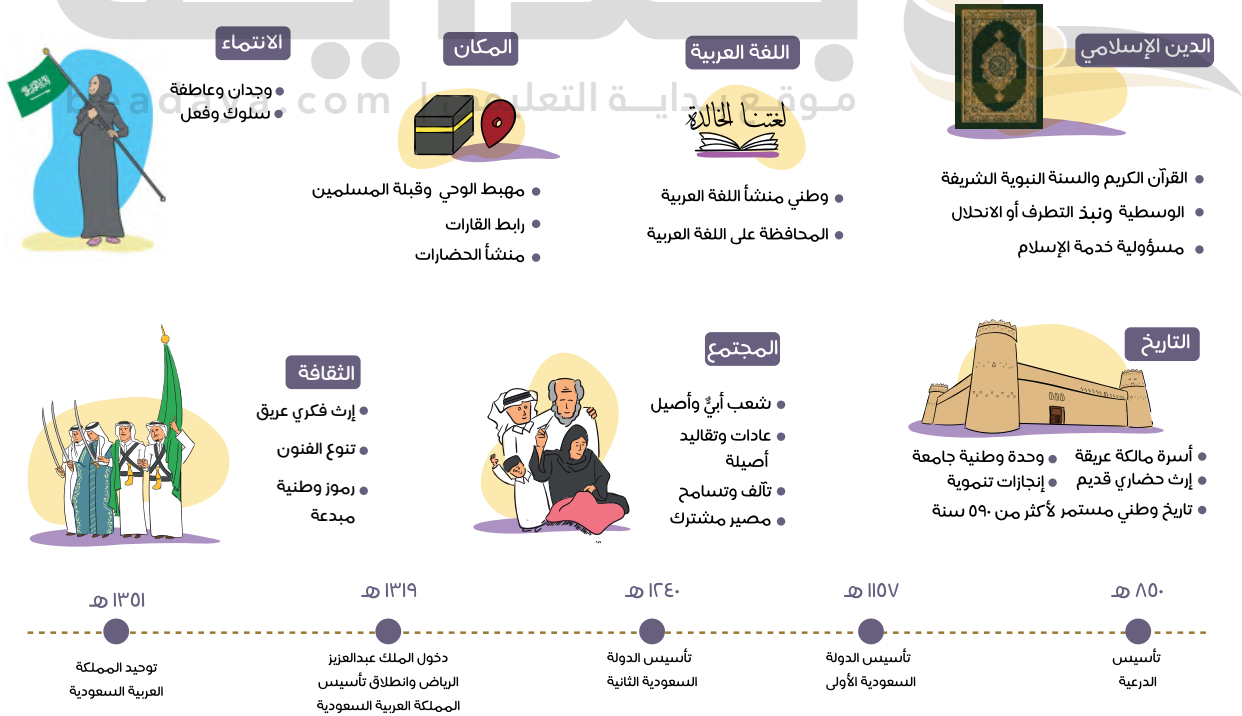 بداية
موقع بداية التعليمي | beadaya.com
الدين الإسلامي
القرآن الكريم والسنة النبوية الشريفة
الوسطية ونبذ التطرف أو الانحلال
مسؤولية خدمة الإسلام
اللغة العربية
لغتنا الخالدة
وطني منشأ اللغة العربية
المحافظة على اللغة العربية
المكان
مهبط الوحي وقبلة المسلمين
رابط القارات
منشأ الحضارات
الانتماء
وجدان وعاطفة
سلوك وفعل
التاريخ
أسرة مالكة عريقة
إرث حضاري قديم
وحدة وطنية جامعة
إنجازات تنموية
تاريخ وطني مستمر لأكثر من ٥٩٠ سنة
المجتمع
شعب أبيٌّ وأصيل
عادات وتقاليد
أصيلة
تآلف وتسامح
مصير مشترك
الثقافة
إرث فكري عريق
تنوع الفنون
رموز وطنية
مبدعة
٨٥٠ هـ
تأسيس
الدرعية
١١٥٧ هـ
تأسيس الدولة
السعودية الأولى
١٢٤٠ هـ
تأسيس الدولة
السعودية الثانية
١٣١٩ هـ
دخول الملك عبدالعزيز
الرياض وانطلاق تأسيس
المملكة العربية السعودية
١٣٥١ هـ
توحيد المملكة
العربية السعودية